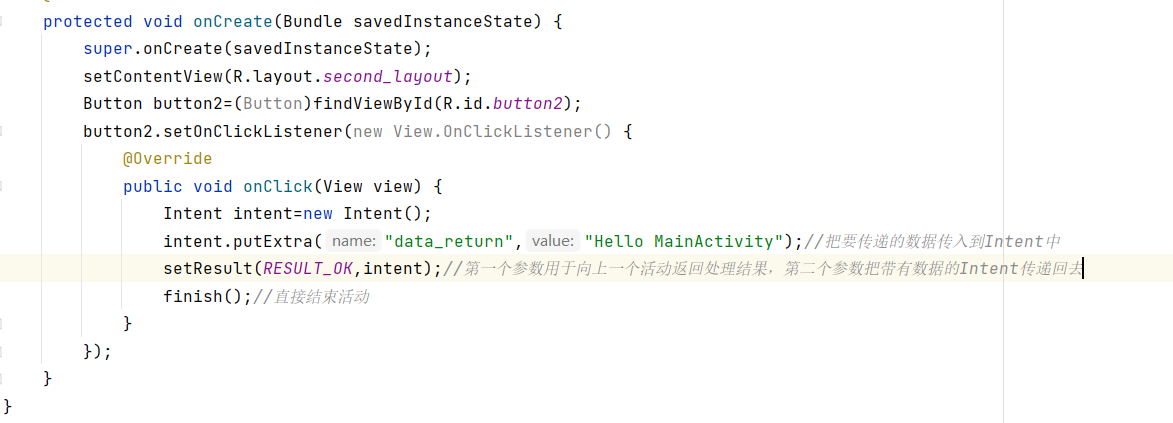 protected void onCreate(Bundle savedInstanceState) {
super.onCreate(savedInstanceState);
setContentView(R.layout.second_layout);
Button button2=(Button)findViewById(R.id.button2);
button2.setOnClickListener(new View.OnClickListener() {
@Override
public void onClick(View view) {
Intent intent=new Intent();
intent.putExtra( name: "data_return", value: "Hello MainActivity");//把要传递的数据传入到Intent中
setResult(RESULT_OK,intent);//第一个参数用于向上一个活动返回处理结果，第二个参数把带有数据的Intent传递回去
finish();//直接结束活动
}
});
}
}